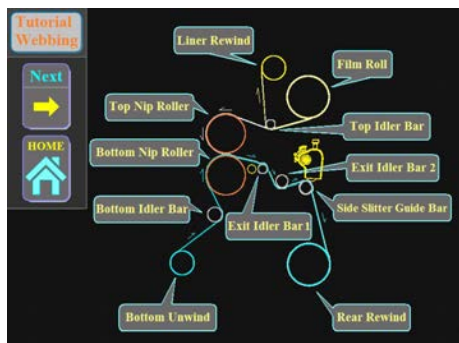 Tutorial
Webbing
Next
HOME
Liner Rewind
Film Roll
Top Nip Roller
Top Idler Bar
Bottom Nip Roller
Exit Idler Bar 2
Bottom Idler Bar
Exit Idler Bar 1
Side Slitter Guide Bar
Bottom Unwind
Rear Rewind